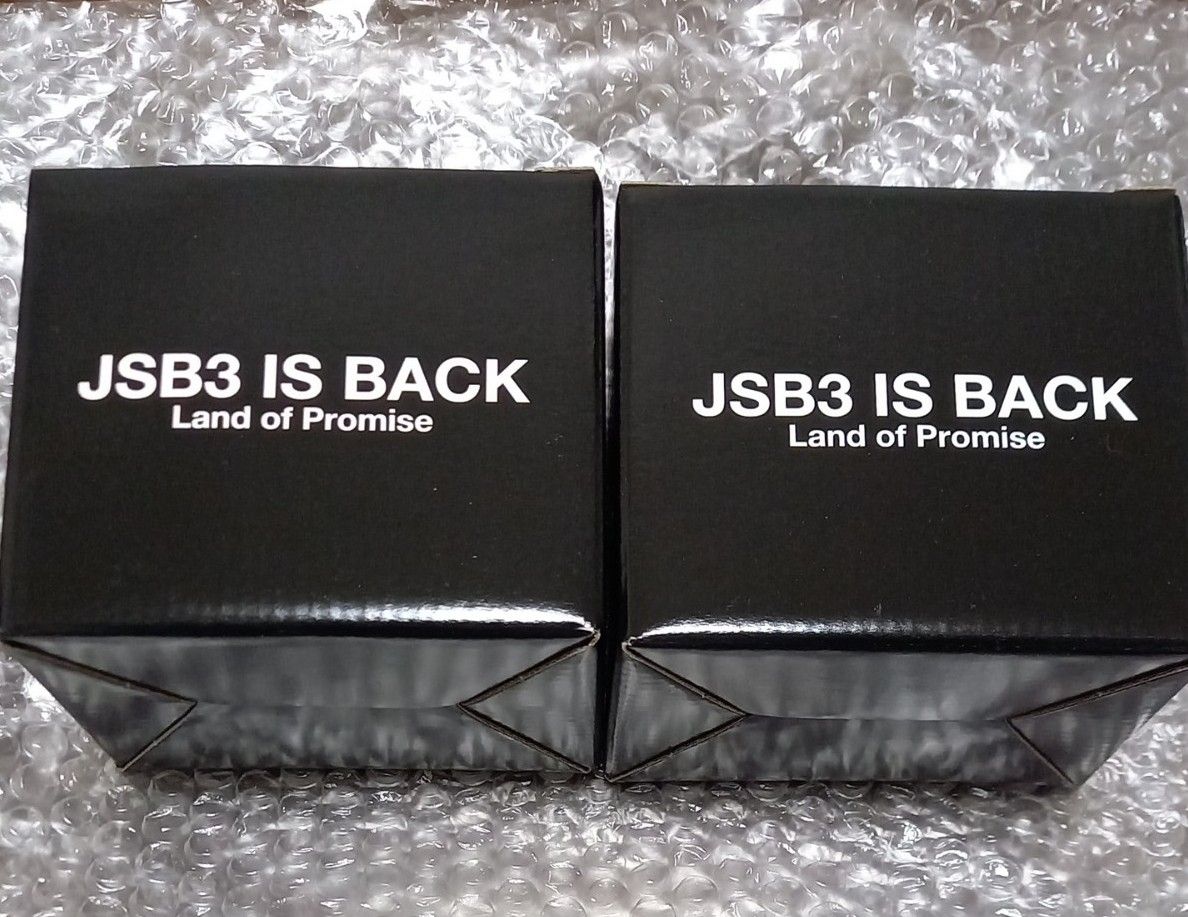 JSB3 IS BACK
Land of Promise
JSB3 IS BACK
Land of Promise